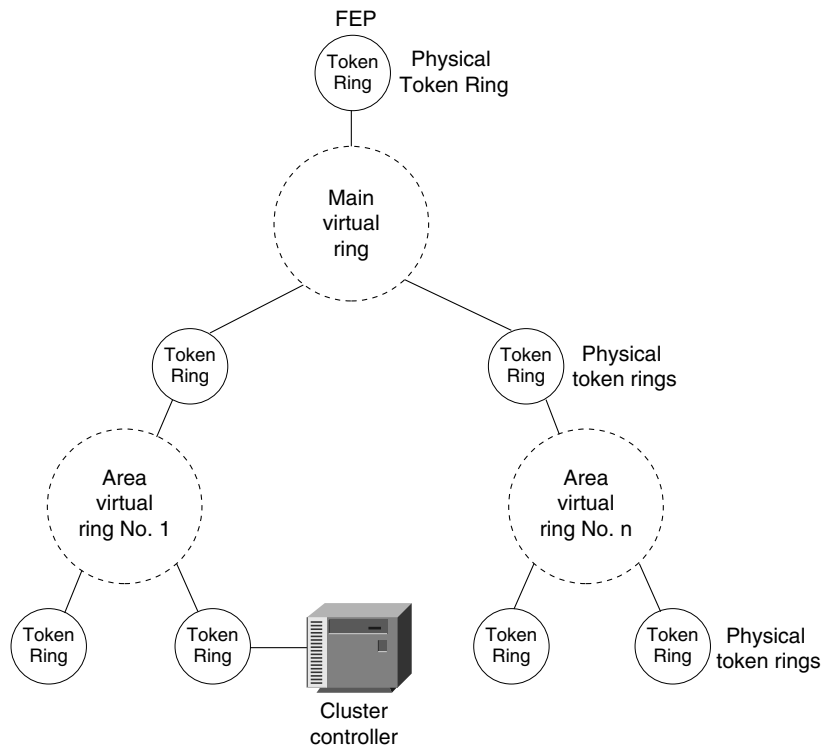 FEP
Token
Ring
Physical
Token Ring
Main
virtual
ring
Token
Ring
Token
Ring
Physical
token rings
Area
virtual
ring No. 1
Area
virtual
ring No. n
Token
Ring
Token
Ring
Token
Ring
Token
Ring
Physical
token rings
Cluster
controller